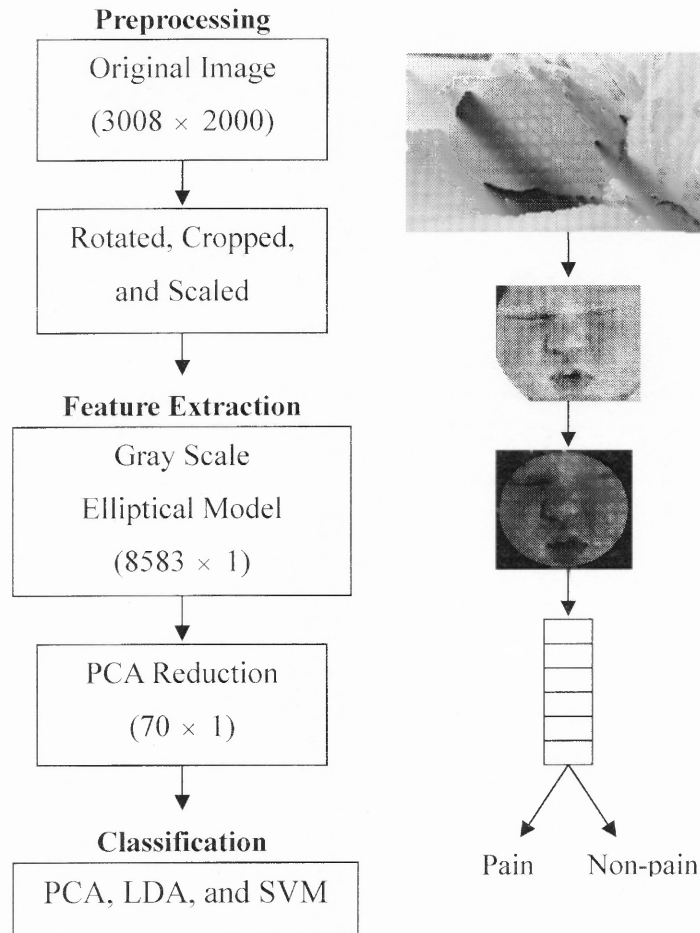 Preprocessing
Original Image
(3008 × 2000)
Rotated, Cropped,
and Scaled
Feature Extraction
Gray Scale
Elliptical Model
(8583 × 1)
PCA Reduction
(70 × 1)
Classification
PCA, LDA, and SVM
Pain Non-pain